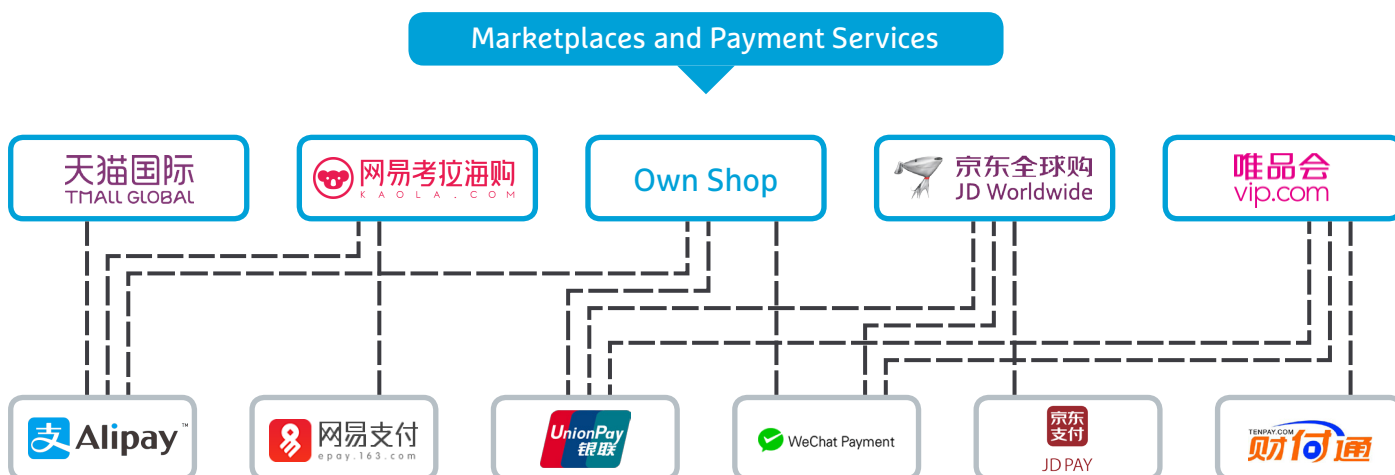 Marketplaces and Payment Services
天猫国际
TMALL GLOBAL
网易考拉海购
KAOLA.COM
Own Shop
京东全球购
JD Worldwide
唯品会
vip.com
支 Alipay™
网易支付
epay.163.com
UnionPay
银联
WeChat Payment
京东
支付
JD PAY
TENPAY.COM
财付通